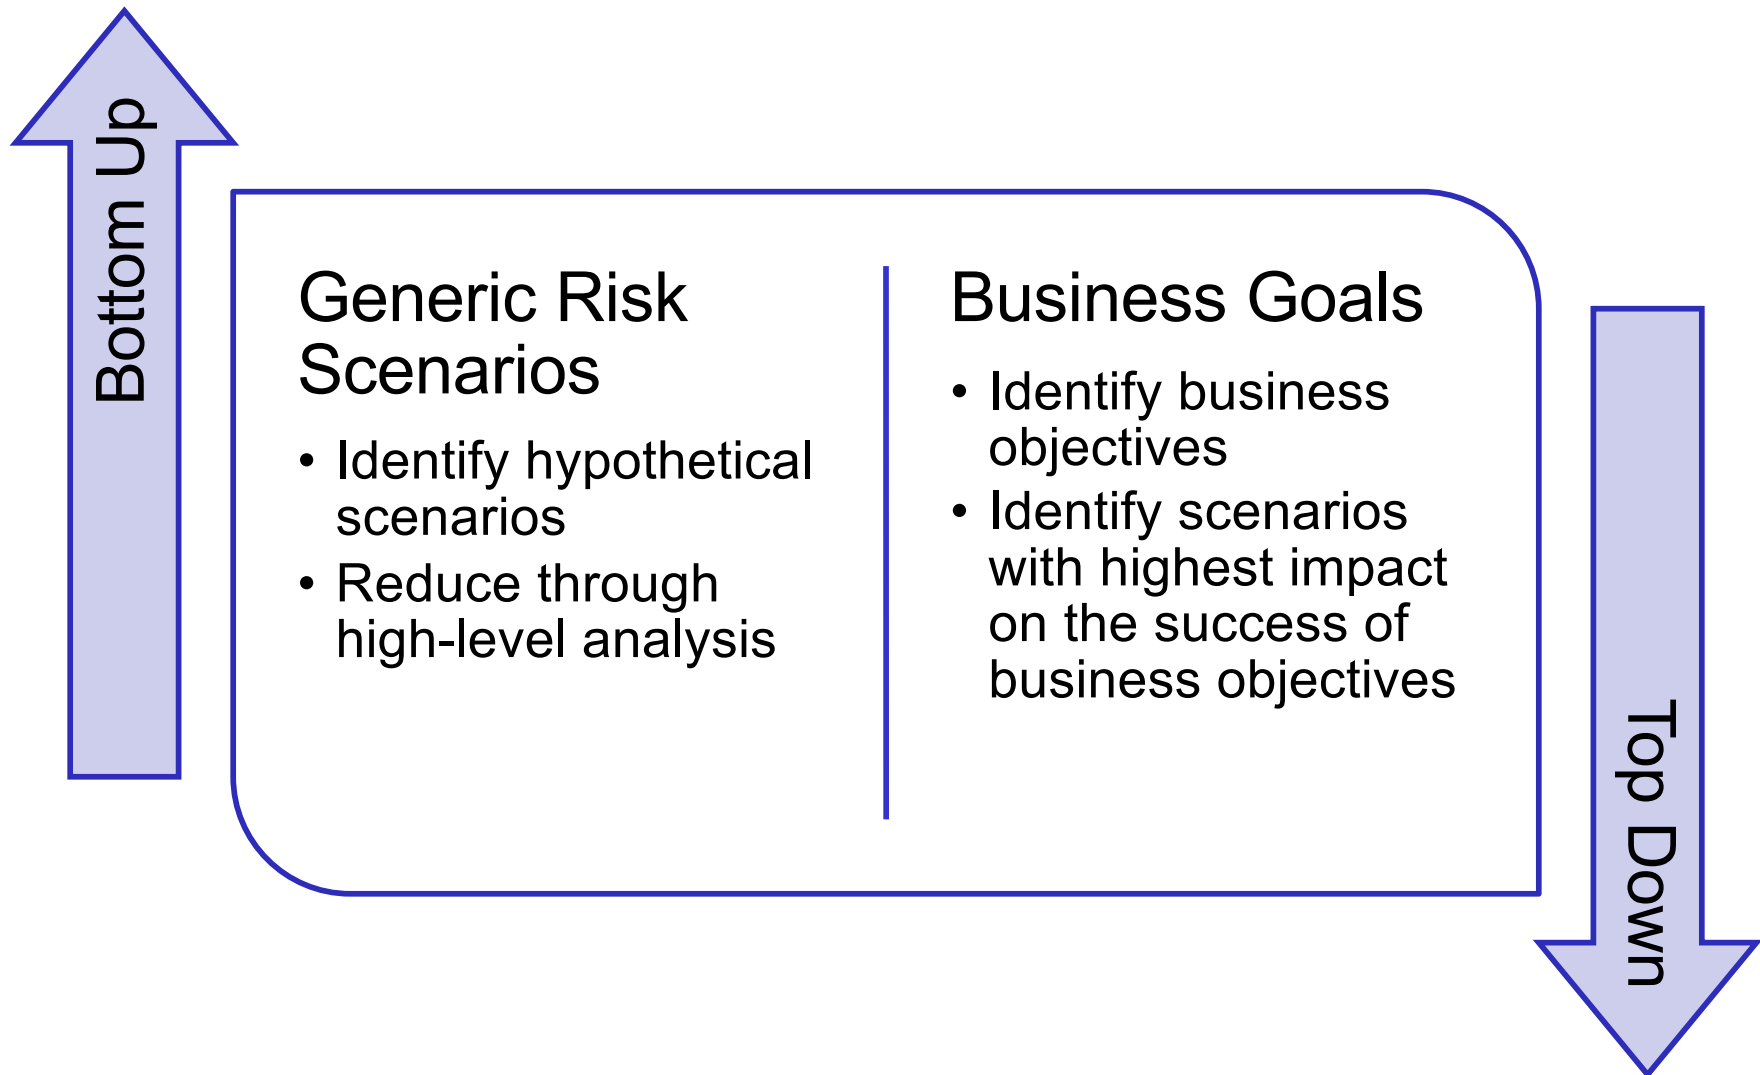 Bottom Up
Generic Risk
Scenarios
• Identify hypothetical
scenarios
• Reduce through
high-level analysis
Business Goals
• Identify business
objectives
• Identify scenarios
with highest impact
on the success of
business objectives
Top Down